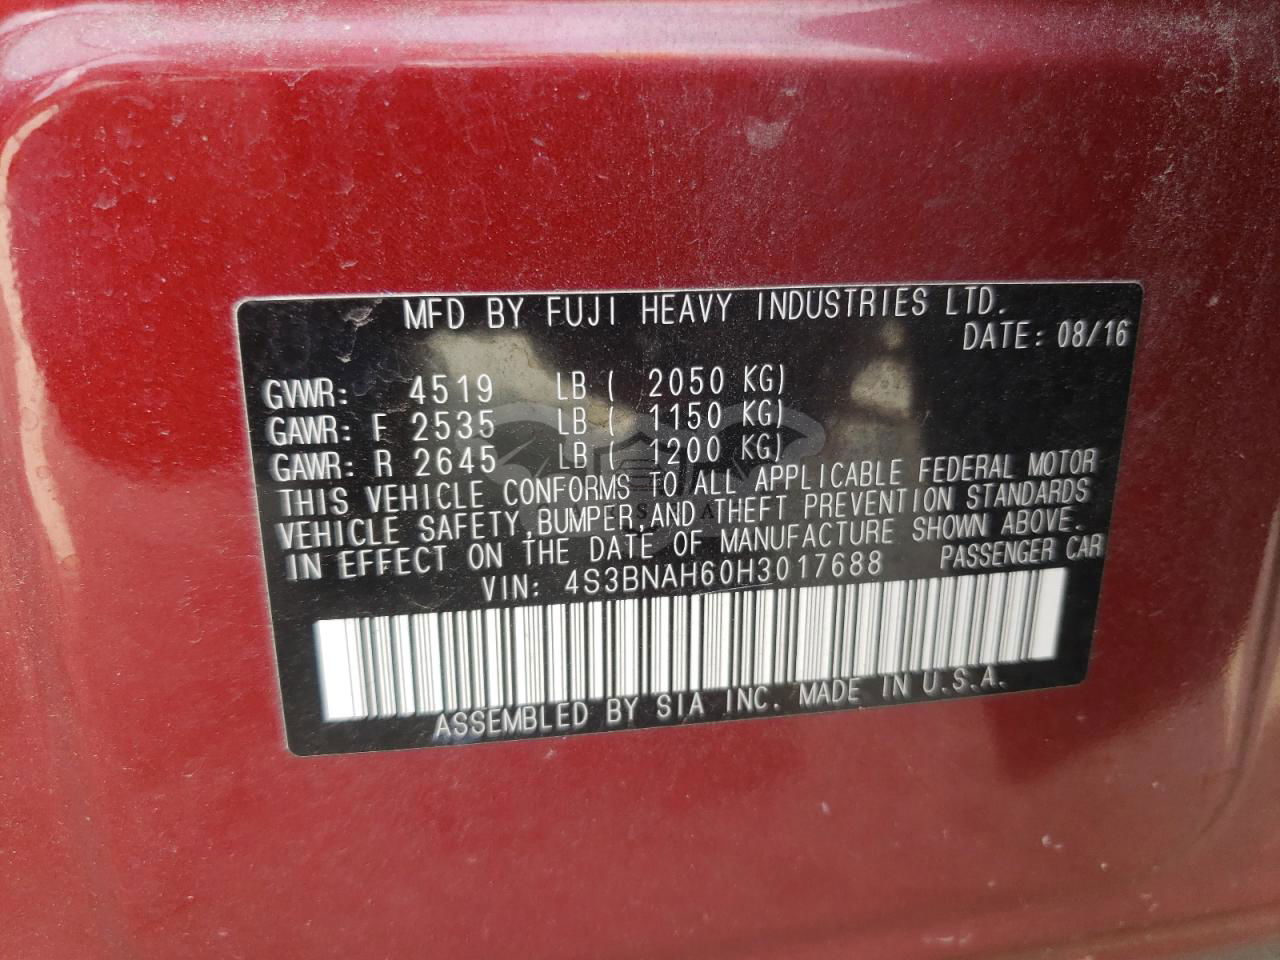 MFD BY FUJI HEAVY INDUSTRIES LTD.
DATE: 08/16
GVWR: 4519 LB ( 2050 KG)
GAWR: F 2535 LB ( 1150 KG)
GAWR: R 2645 LB ( 1200 KG)
THIS VEHICLE CONFORMS TO ALL APPLICABLE FEDERAL MOTOR
VEHICLE SAFETY, BUMPER, AND THEFT PREVENTION STANDARDS
IN EFFECT ON THE DATE OF MANUFACTURE SHOWN ABOVE.
VIN: 4S3BNAH60H3017688 PASSENGER CAR
ASSEMBLED BY SIA INC. MADE IN U.S.A.